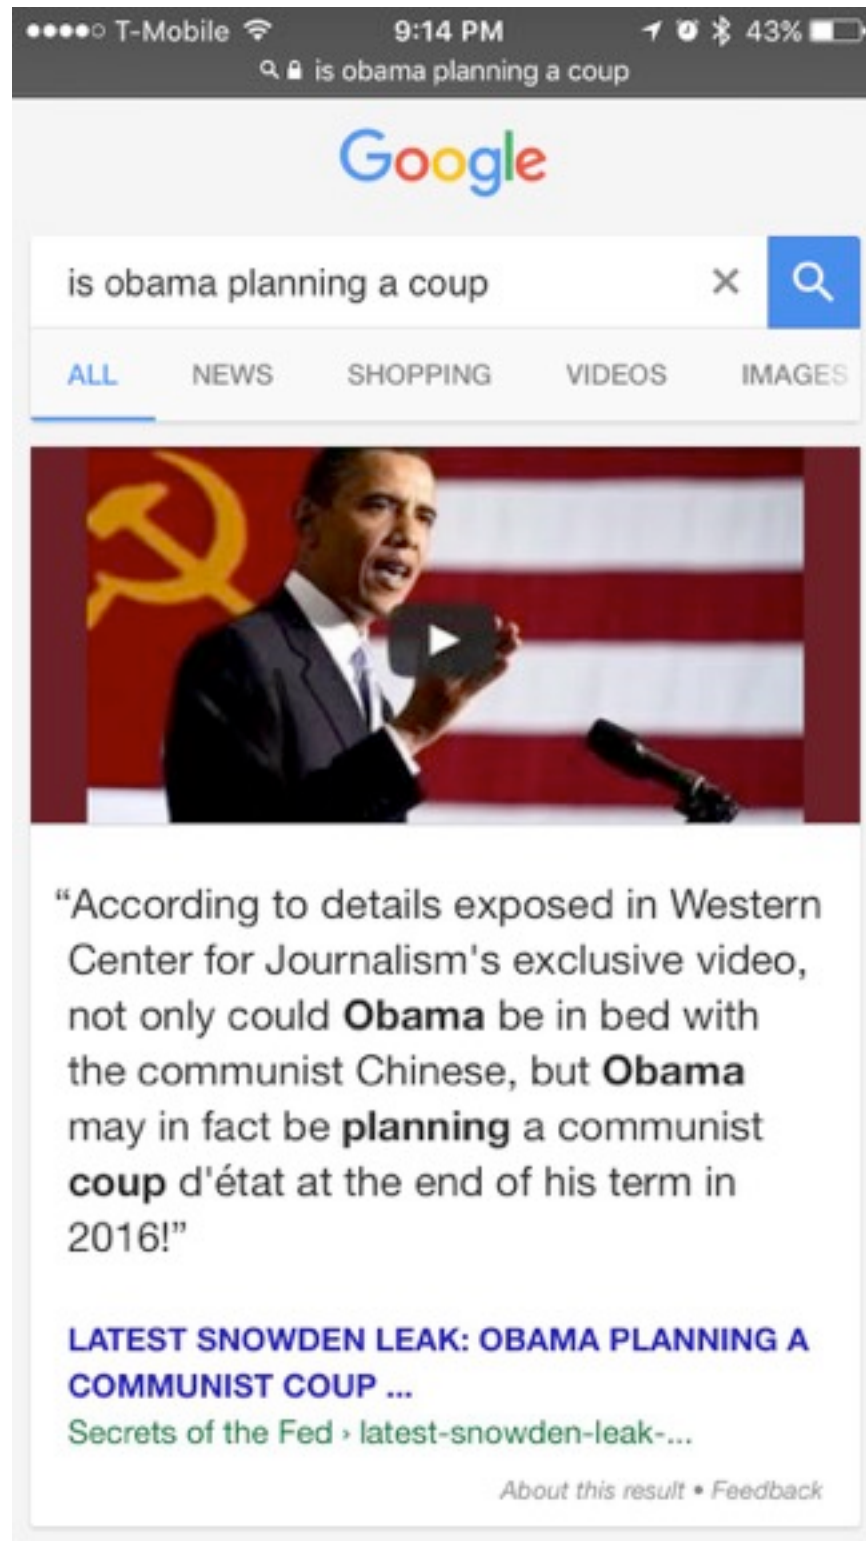 T-Mobile 9:14 PM 43%
is obama planning a coup
Google
is obama planning a coup
ALL NEWS SHOPPING VIDEOS IMAGES
“According to details exposed in Western
Center for Journalism's exclusive video,
not only could Obama be in bed with
the communist Chinese, but Obama
may in fact be planning a communist
coup d'état at the end of his term in
2016!”
LATEST SNOWDEN LEAK: OBAMA PLANNING A
COMMUNIST COUP ...
Secrets of the Fed › latest-snowden-leak-...
About this result • Feedback